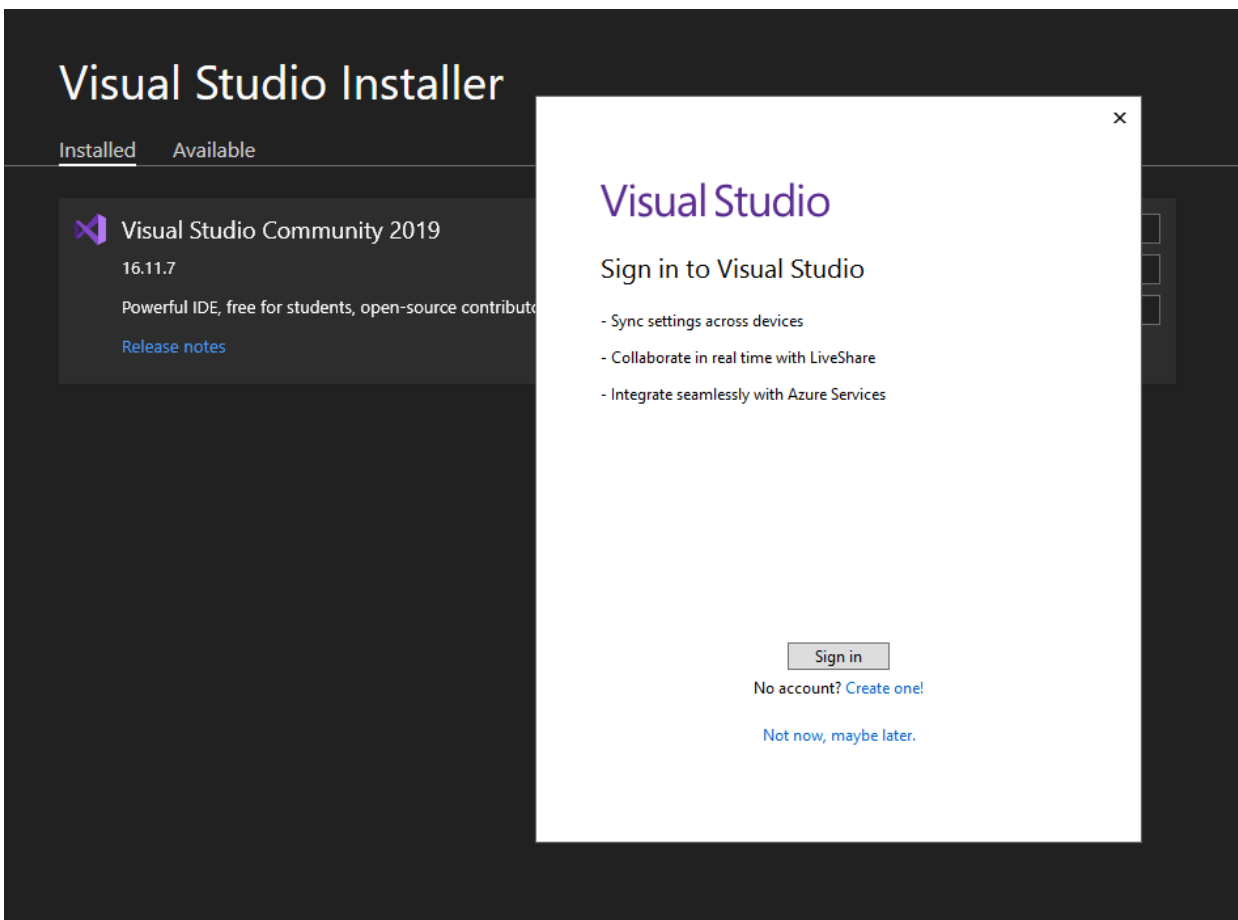 Visual Studio Installer
Installed Available
Visual Studio Community 2019
16.11.7
Powerful IDE, free for students, open-source
Release notes
Visual Studio
Sign in to Visual Studio
- Sync settings across devices
- Collaborate in real time with LiveShare
- Integrate seamlessly with Azure Services
Sign in
No account? Create one!
Not now, maybe later.